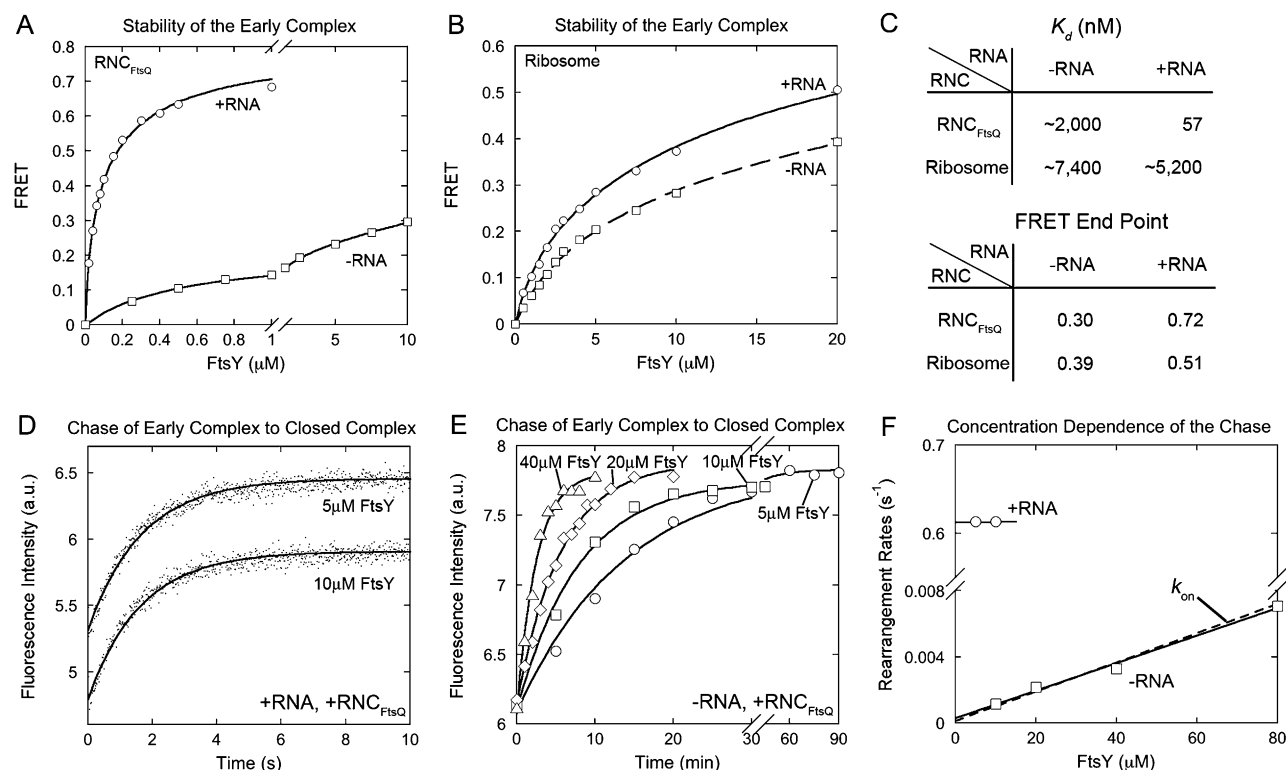 A Stability of the Early Complex
RNC_FtsQ
+RNA
-RNA
FRET
0.8
0.7
0.6
0.5
0.4
0.3
0.2
0.1
0
0 0.2 0.4 0.6 0.8 1 10
FtsY (μM)
B Stability of the Early Complex
Ribosome
+RNA
-RNA
FRET
0.6
0.5
0.4
0.3
0.2
0.1
0
0 5 10 15 20
FtsY (μM)
C
K_d (nM)
RNA
RNC
-RNA +RNA
RNC_FtsQ ~2,000 57
Ribosome ~7,400 ~5,200
FRET End Point
RNA
RNC
-RNA +RNA
RNC_FtsQ 0.30 0.72
Ribosome 0.39 0.51
D Chase of Early Complex to Closed Complex
Fluorescence Intensity (a.u.)
6.5
6
5.5
5
5μM FtsY
10μM FtsY
+RNA, +RNC_FtsQ
0 2 4 6 8 10
Time (s)
E Chase of Early Complex to Closed Complex
Fluorescence Intensity (a.u.)
8
7.5
7
6.5
6
40μM FtsY 20μM FtsY 10μM FtsY
5μM FtsY
-RNA, +RNC_FtsQ
0 10 20 30 60 90
Time (min)
F Concentration Dependence of the Chase
Rearrangement Rates (s⁻¹)
0.7
0.6
0.008
0.004
0
+RNA
k_on
-RNA
0 20 40 60 80
FtsY (μM)